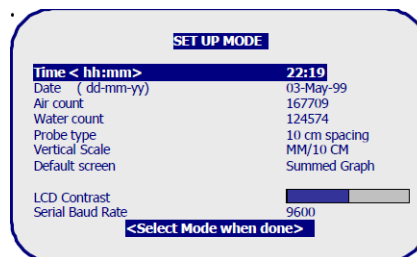 SET UP MODE
Time < hh:mm> 22:19
Date ( dd-mm-yy) 03-May-99
Air count 167709
Water count 124574
Probe type 10 cm spacing
Vertical Scale MM/10 CM
Default screen Summed Graph
LCD Contrast
Serial Baud Rate 9600
<Select Mode when done>